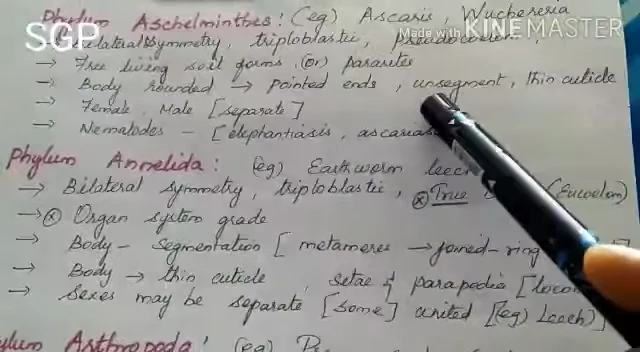 Phylum Aschelminthes: (eg) Ascaris, Wuchereria
SGP
Made with KINEMASTER
Bilateral symmetry, triploblastic, pseudocoelom,
→ Free living soil forms (or) parasites
→ Body rounded → pointed ends, unsegment, thin cuticle
→ Female, Male [separate]
→ Nematodes - [elephantiasis,
Phylum Annelida: (eg) Earthworm
→ Bilateral symmetry, triploblastic, ⓧ True (Eucoelom)
→ ⓧ Organ system grade
→ Body - segmentation [metameres → joined-ring
→ Body → thin cuticle setae & parapodia
→ Sexes may be separate [some] united [(eg) Leech]
Phylum Arthropoda: (eg)